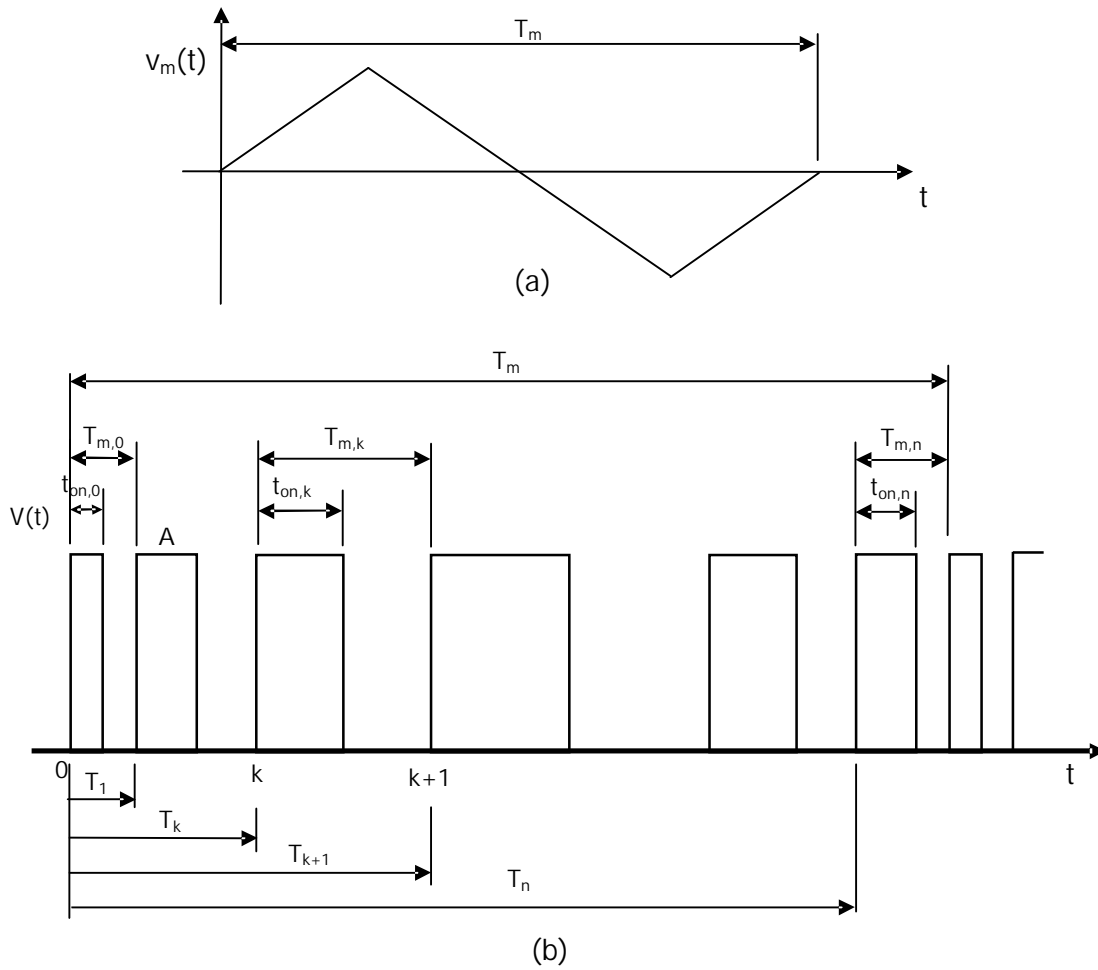 Tₘ
vₘ(t)
t
(a)
Tₘ
Tₘ,₀
Tₘ,ₖ
Tₘ,ₙ
tₒₙ,₀
tₒₙ,ₖ
tₒₙ,ₙ
V(t)
A
0
k
k+1
t
T₁
Tₖ
Tₖ₊₁
Tₙ
(b)